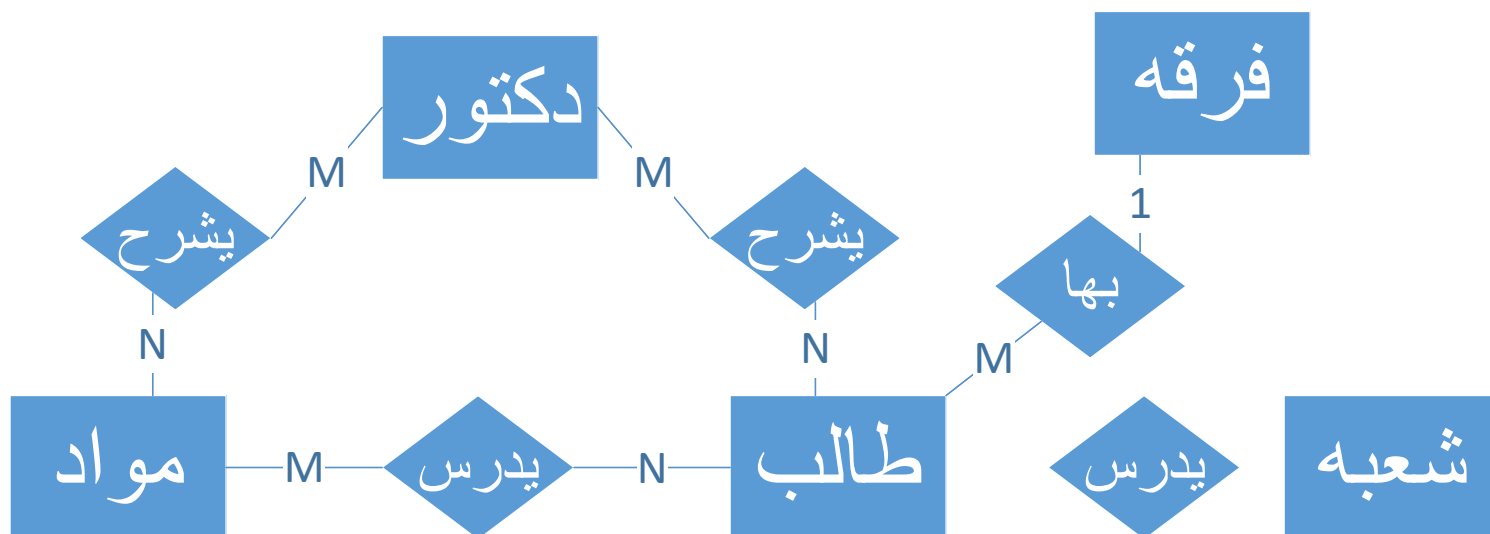 فرقه
دكتور
1
M
M
يشرح
يشرح
بها
N
N
M
شعبه
يدرس
طالب
N
يدرس
M
مواد